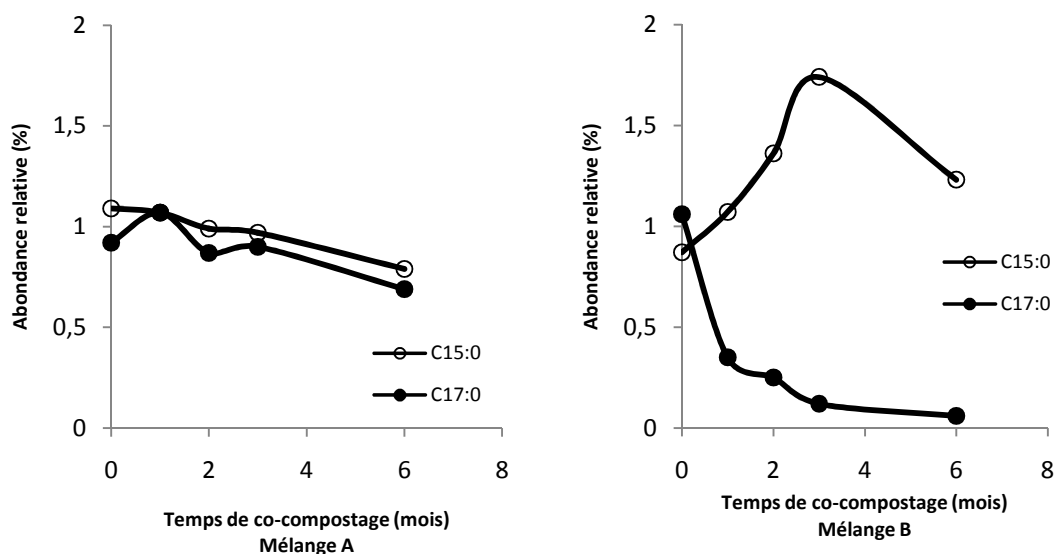 2
1,5
1
0,5
0
Abondance relative (%)
C15:0
C17:0
0 2 4 6 8
Temps de co-compostage (mois)
Mélange A
2
1,5
1
0,5
0
Abondance relative (%)
C15:0
C17:0
0 2 4 6 8
Temps de co-compostage (mois)
Mélange B